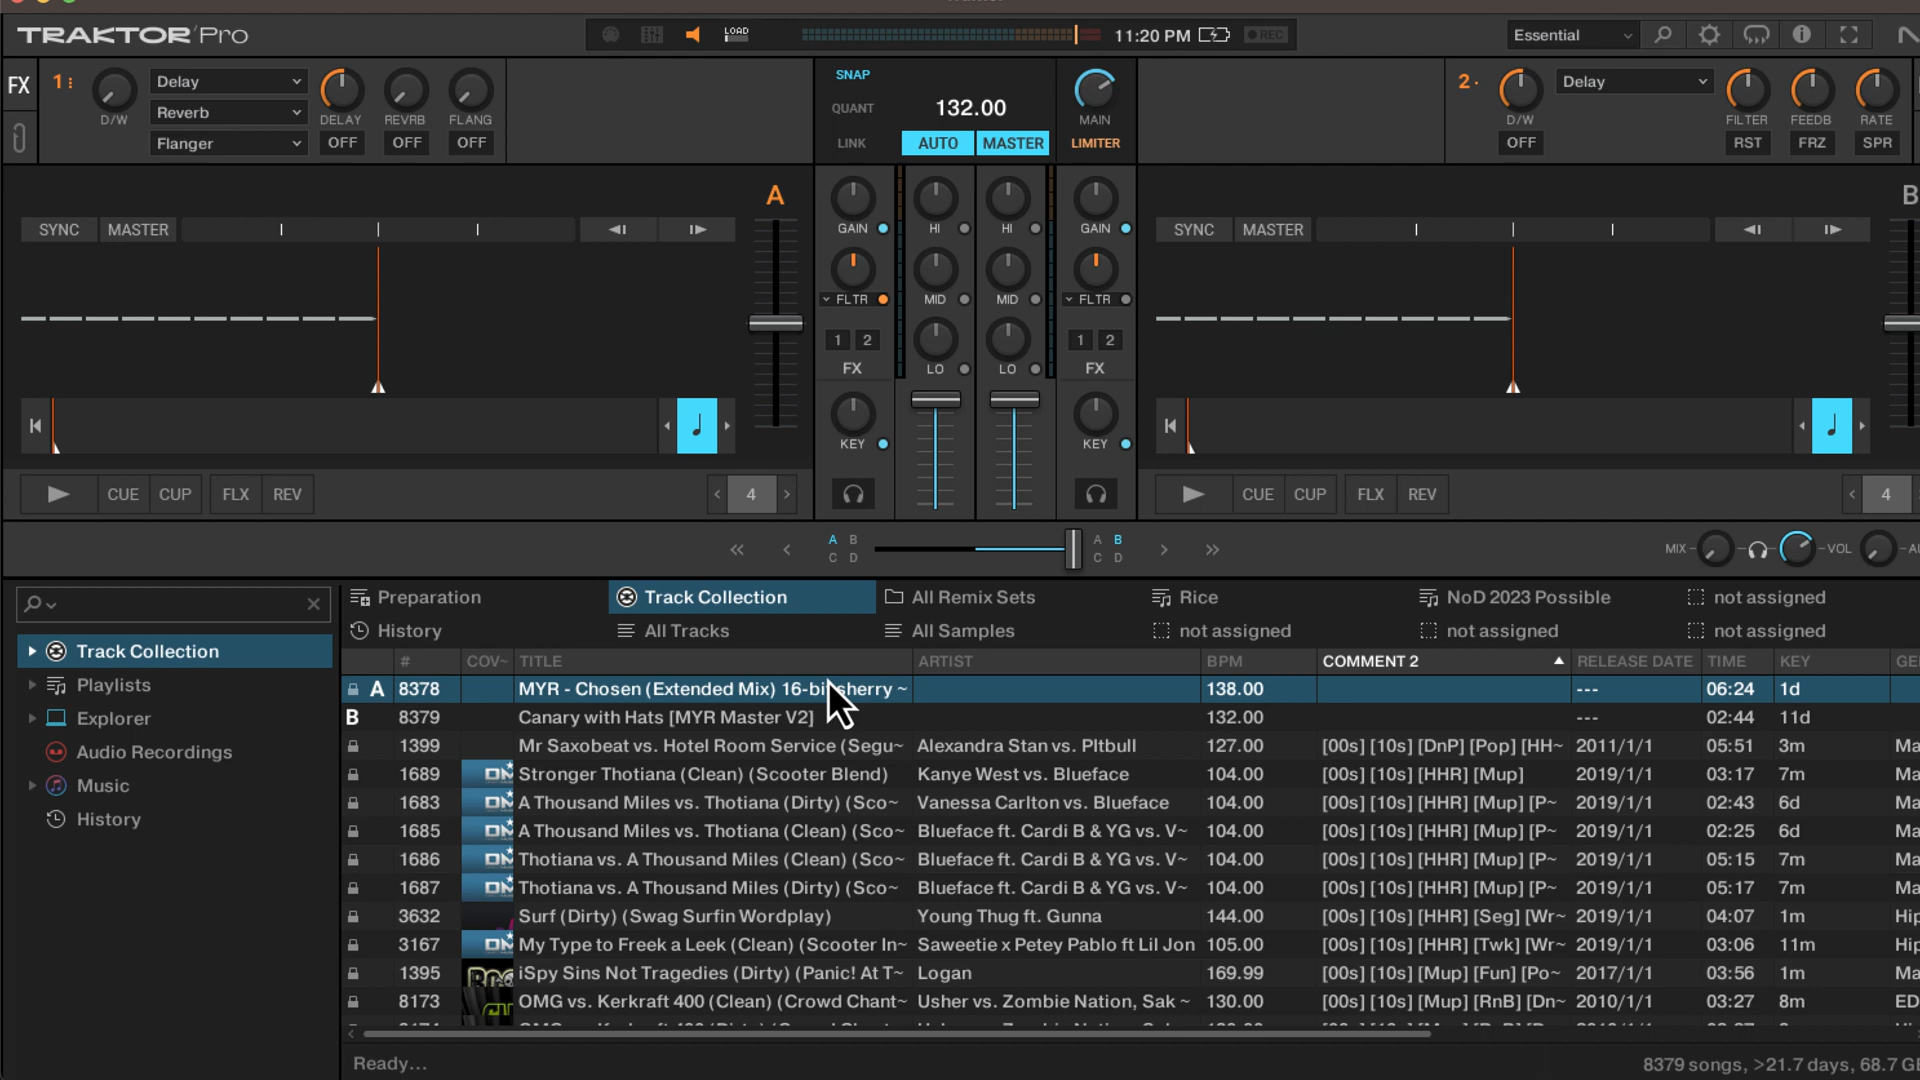 TRAKTOR Pro
LOAD
11:20 PM
REC
Essential
FX
1
D/W
Delay
Reverb
Flanger
DELAY
REVRB
FLANG
OFF
OFF
OFF
SNAP
QUANT
LINK
132.00
AUTO
MASTER
MAIN
LIMITER
2
D/W
OFF
Delay
FILTER
FEEDB
RATE
RST
FRZ
SPR
A
B
SYNC
MASTER
GAIN
HI
HI
GAIN
SYNC
MASTER
FLTR
MID
MID
FLTR
1 2
FX
LO
LO
1 2
FX
KEY
KEY
CUE
CUP
FLX
REV
4
CUE
CUP
FLX
REV
4
A B
C D
A B
C D
MIX
VOL
Preparation
Track Collection
All Remix Sets
Rice
NoD 2023 Possible
not assigned
History
All Tracks
All Samples
not assigned
not assigned
not assigned
Track Collection
Playlists
Explorer
Audio Recordings
Music
History
# COV~ TITLE ARTIST BPM COMMENT 2 RELEASE DATE TIME KEY
A 8378 MYR - Chosen (Extended Mix) 16-bit sherry ~ 138.00 --- 06:24 1d
B 8379 Canary with Hats [MYR Master V2] 132.00 --- 02:44 11d
1399 Mr Saxobeat vs. Hotel Room Service (Segu~ Alexandra Stan vs. PItbull 127.00 [00s] [10s] [DnP] [Pop] [HH~ 2011/1/1 05:51 3m Ma
1689 Stronger Thotiana (Clean) (Scooter Blend) Kanye West vs. Blueface 104.00 [00s] [10s] [HHR] [Mup] 2019/1/1 03:17 7m Ma
1683 A Thousand Miles vs. Thotiana (Dirty) (Sco~ Vanessa Carlton vs. Blueface 104.00 [00s] [10s] [HHR] [Mup] [P~ 2019/1/1 02:43 6d Ma
1685 A Thousand Miles vs. Thotiana (Clean) (Sco~ Blueface ft. Cardi B & YG vs. V~ 104.00 [00s] [10s] [HHR] [Mup] [P~ 2019/1/1 02:25 6d Ma
1686 Thotiana vs. A Thousand Miles (Clean) (Sco~ Blueface ft. Cardi B & YG vs. V~ 104.00 [00s] [10s] [HHR] [Mup] [P~ 2019/1/1 05:15 7m Ma
1687 Thotiana vs. A Thousand Miles (Dirty) (Sco~ Blueface ft. Cardi B & YG vs. V~ 104.00 [00s] [10s] [HHR] [Mup] [P~ 2019/1/1 05:17 7m Ma
3632 Surf (Dirty) (Swag Surfin Wordplay) Young Thug ft. Gunna 144.00 [00s] [10s] [HHR] [Seg] [Wr~ 2019/1/1 04:07 1m Hip
3167 My Type to Freek a Leek (Clean) (Scooter In~ Saweetie x Petey Pablo ft Lil Jon 105.00 [00s] [10s] [HHR] [Twk] [Wr~ 2019/1/1 03:06 11m Hip
1395 iSpy Sins Not Tragedies (Dirty) (Panic! At T~ Logan 169.99 [00s] [10s] [Mup] [Fun] [Po~ 2017/1/1 03:56 1m Ma
8173 OMG vs. Kerkraft 400 (Clean) (Crowd Chant~ Usher vs. Zombie Nation, Sak ~ 130.00 [00s] [10s] [Mup] [RnB] [Dn~ 2010/1/1 03:27 8m ED
Ready...
8379 songs, >21.7 days, 68.7 G